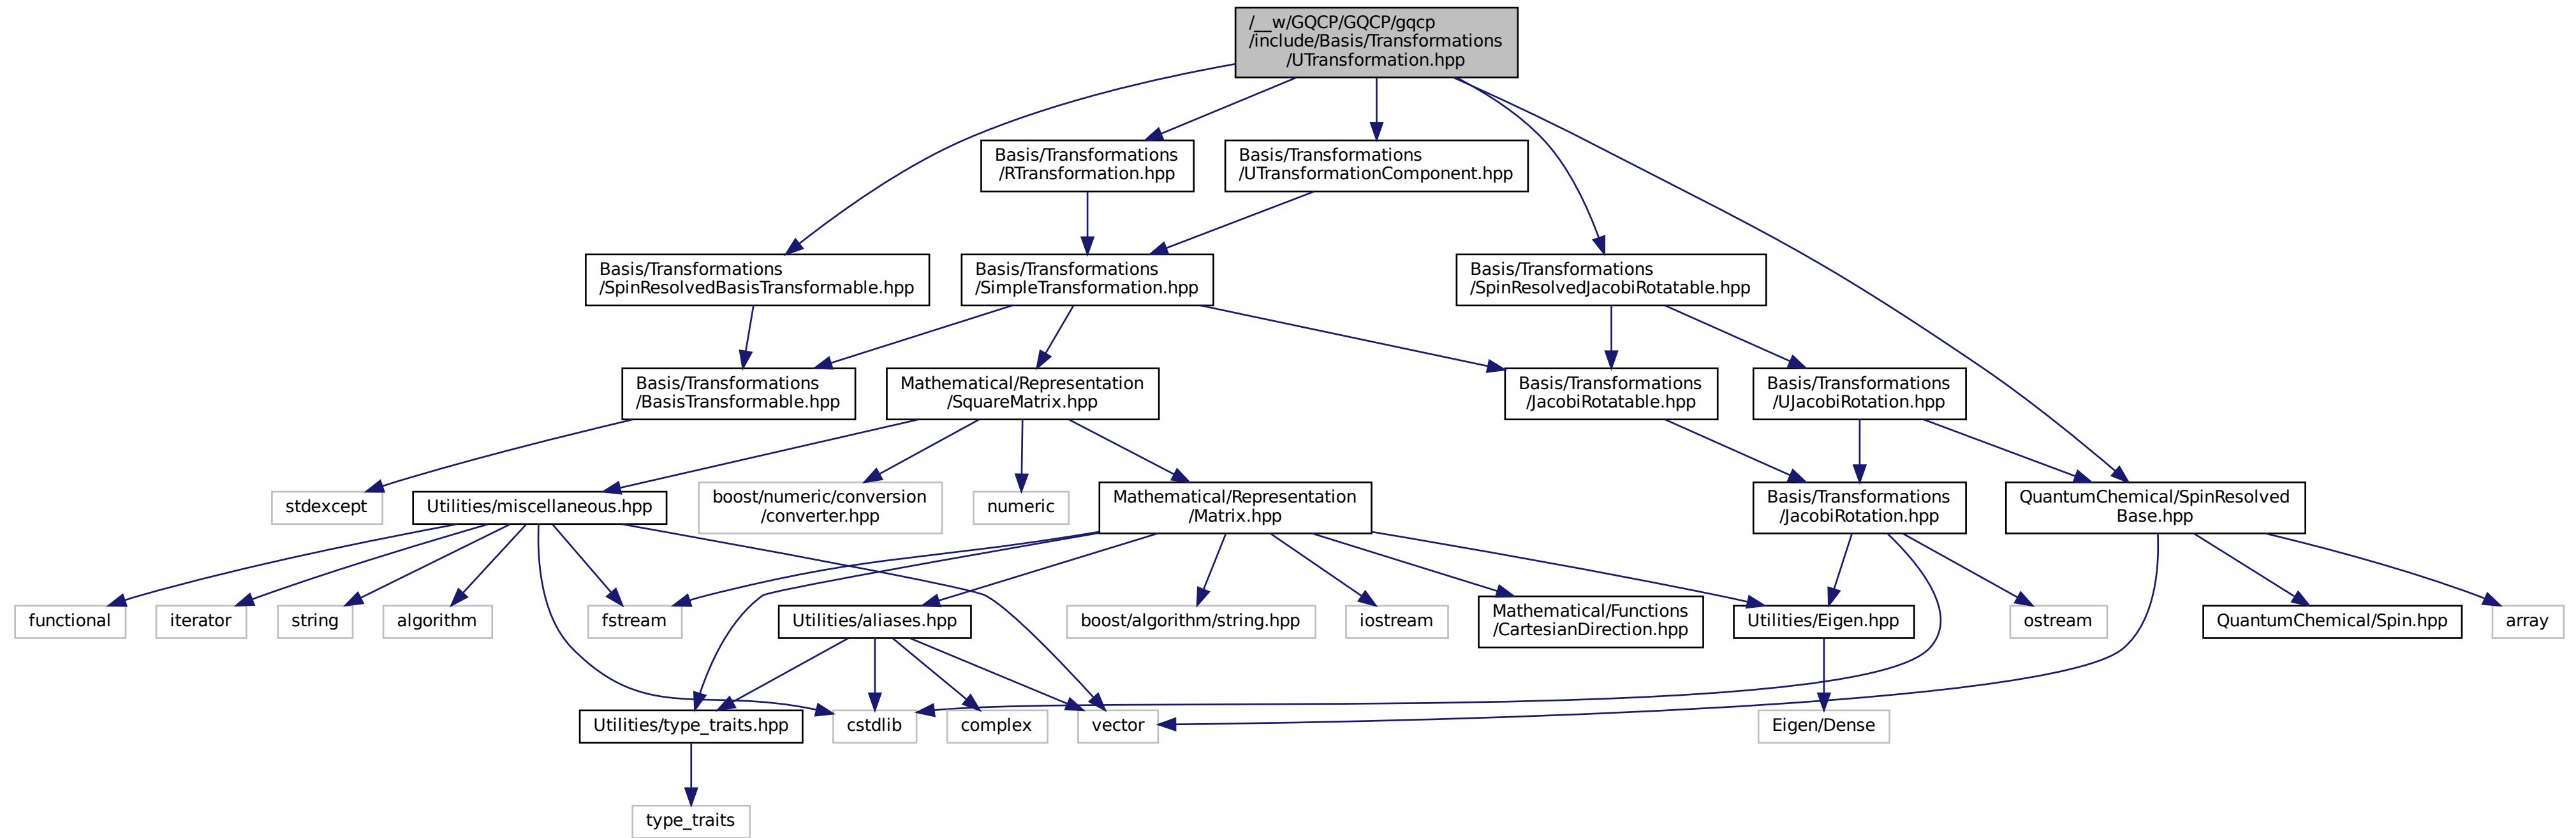 /__w/GQCP/GQCP/gqcp
/include/Basis/Transformations
/UTransformation.hpp
Basis/Transformations
/RTransformation.hpp
Basis/Transformations
/UTransformationComponent.hpp
Basis/Transformations
/SpinResolvedBasisTransformable.hpp
Basis/Transformations
/SimpleTransformation.hpp
Basis/Transformations
/SpinResolvedJacobiRotatable.hpp
Basis/Transformations
/BasisTransformable.hpp
Mathematical/Representation
/SquareMatrix.hpp
Basis/Transformations
/JacobiRotatable.hpp
Basis/Transformations
/UJacobiRotation.hpp
stdexcept
Utilities/miscellaneous.hpp
boost/numeric/conversion
/converter.hpp
numeric
Mathematical/Representation
/Matrix.hpp
Basis/Transformations
/JacobiRotation.hpp
QuantumChemical/SpinResolved
Base.hpp
functional
iterator
string
algorithm
fstream
Utilities/aliases.hpp
boost/algorithm/string.hpp
iostream
Mathematical/Functions
/CartesianDirection.hpp
Utilities/Eigen.hpp
ostream
QuantumChemical/Spin.hpp
array
Utilities/type_traits.hpp
cstdlib
complex
vector
Eigen/Dense
type_traits